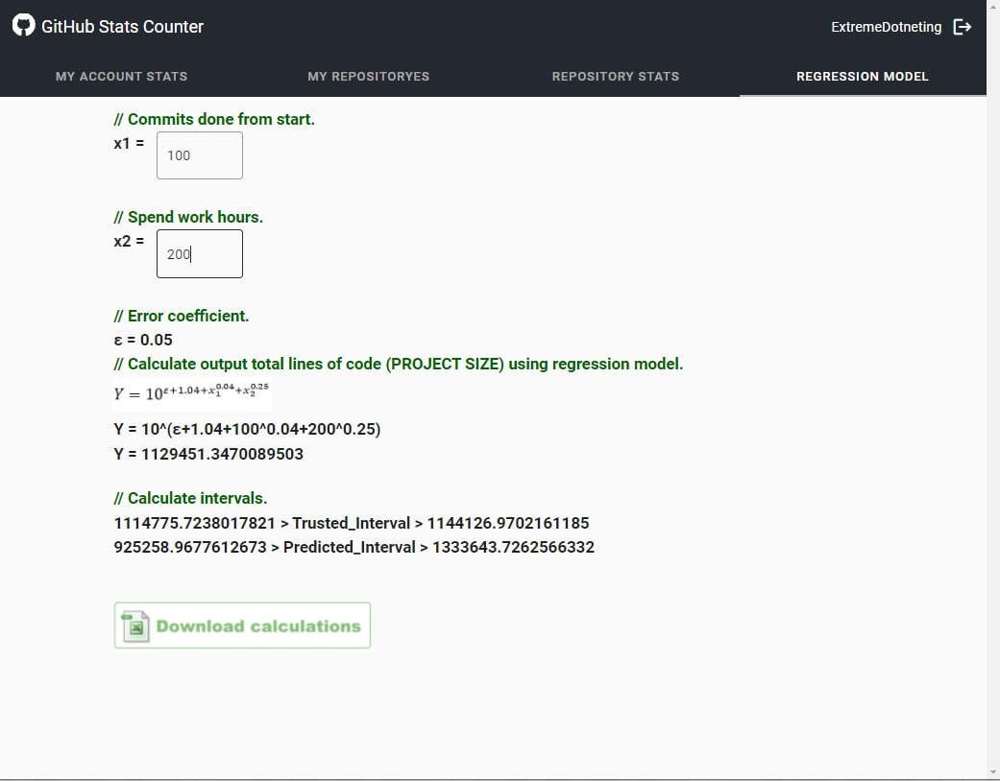 GitHub Stats Counter
ExtremeDotneting
MY ACCOUNT STATS
MY REPOSITORYES
REPOSITORY STATS
REGRESSION MODEL
// Commits done from start.
x1 = 100
// Spend work hours.
x2 = 200
// Error coefficient.
ε = 0.05
// Calculate output total lines of code (PROJECT SIZE) using regression model.
Y = 10^(ε+1.04+x₁^0.04+x₂^0.25)
Y = 10^(ε+1.04+100^0.04+200^0.25)
Y = 1129451.3470089503
// Calculate intervals.
1114775.7238017821 > Trusted_Interval > 1144126.9702161185
925258.9677612673 > Predicted_Interval > 1333643.7262566332
Download calculations